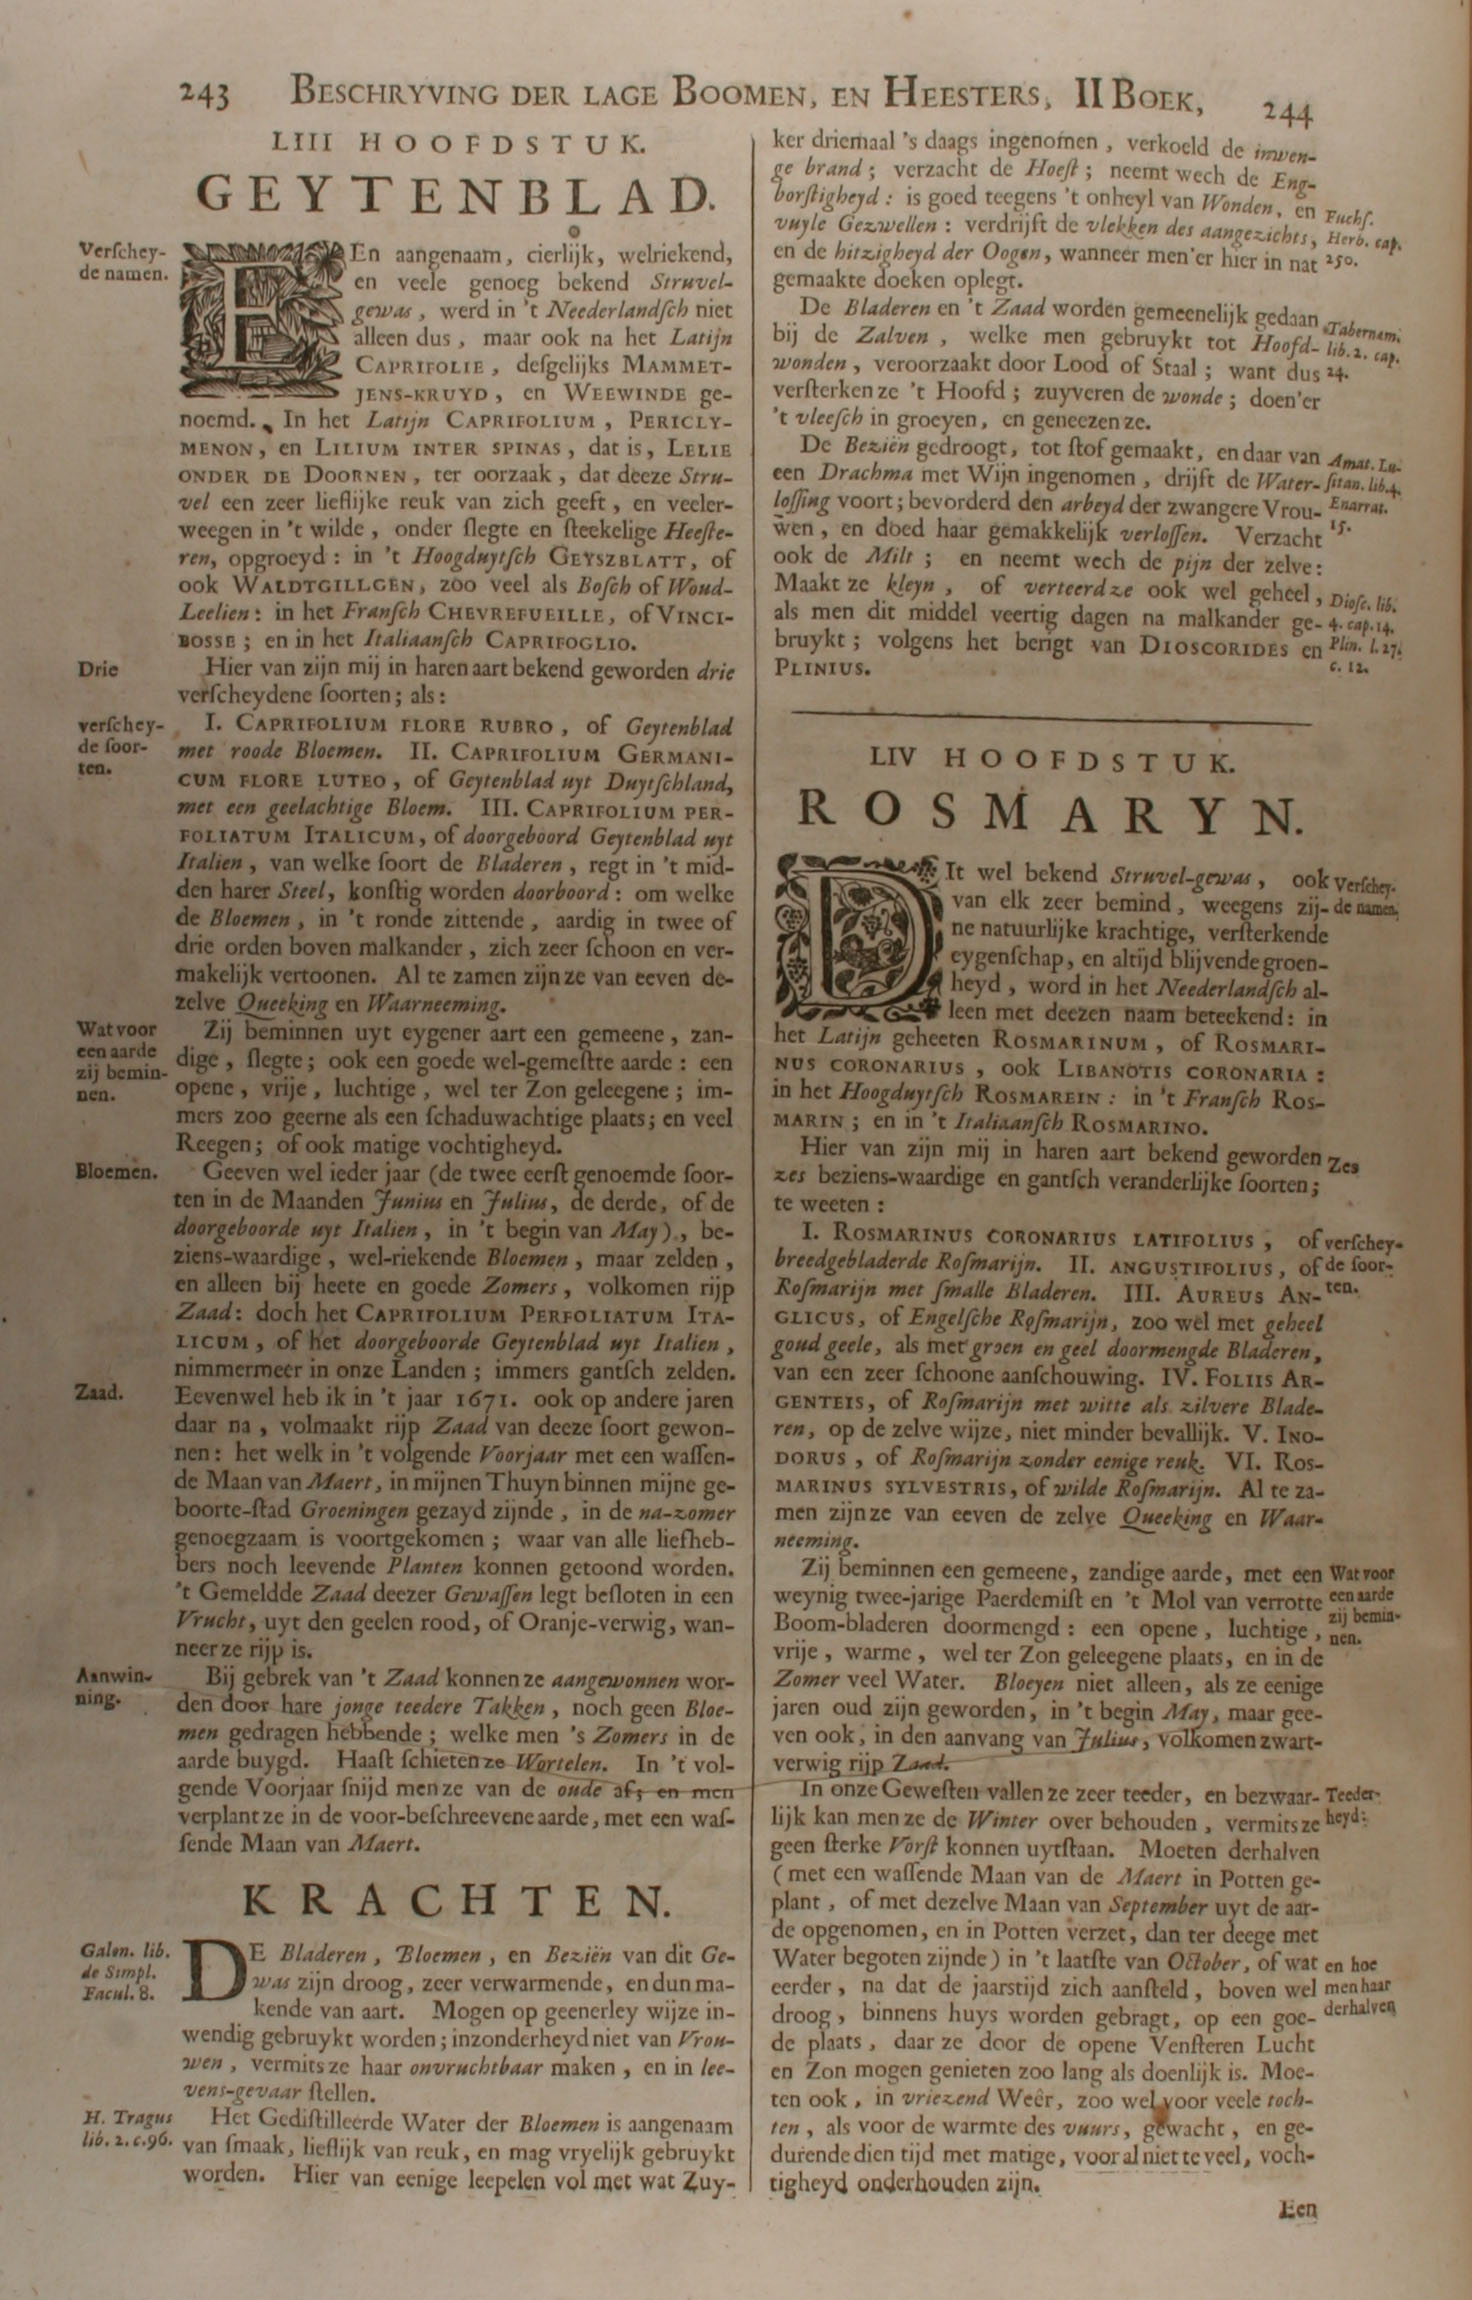 243 BESCHRYVING DER LAGE BOOMEN, EN HEESTERS, II BOEK, 244
LIII HOOFDSTUK.
GEYTENBLAD.
Verſchey-
de namen.
EEn aangenaam, cierlijk, welriekend,
en veele genoeg bekend Struvel-
gewas, werd in 't Neederlandſch niet
alleen dus, maar ook na het Latijn
CAPRIFOLIE, deſgelijks MAMMET-
JENS-KRUYD, en WEEWINDE ge-
noemd. In het Latijn CAPRIFOLIUM, PERICLY-
MENON, en LILIUM INTER SPINAS, dat is, LELIE
ONDER DE DOORNEN, ter oorzaak, dat deeze Stru-
vel een zeer lieflijke reuk van zich geeft, en veeler-
weegen in 't wilde, onder ſlegte en ſteekelige Heeſte-
ren, opgroeyd: in 't Hoogduytſch GEYSZBLATT, of
ook WALDTGILLGEN, zoo veel als Boſch of Woud-
Leelien: in het Franſch CHEVREFUEILLE, of VINCI-
BOSSE; en in het Italiaanſch CAPRIFOGLIO.
Drie
Hier van zijn mij in haren aart bekend geworden drie
verſcheydene ſoorten; als:
verſchey-
de ſoor-
ten.
I. CAPRIFOLIUM FLORE RUBRO, of Geytenblad
met roode Bloemen. II. CAPRIFOLIUM GERMANI-
CUM FLORE LUTEO, of Geytenblad uyt Duytſchland,
met een geelachtige Bloem. III. CAPRIFOLIUM PER-
FOLIATUM ITALICUM, of doorgeboord Geytenblad uyt
Italien, van welke ſoort de Bladeren, regt in 't mid-
den harer Steel, konſtig worden doorboord: om welke
de Bloemen, in 't ronde zittende, aardig in twee of
drie orden boven malkander, zich zeer ſchoon en ver-
makelijk vertoonen. Al te zamen zijnze van eeven de-
zelve Queeking en Waarneeming.
Wat voor
een aarde
zij bemin-
nen.
Zij beminnen uyt eygener aart een gemeene, zan-
dige, ſlegte; ook een goede wel-gemeſtte aarde: een
opene, vrije, luchtige, wel ter Zon geleegene; im-
mers zoo geerne als een ſchaduwachtige plaats; en veel
Reegen; of ook matige vochtigheyd.
Bloemen.
Geeven wel ieder jaar (de twee eerſt genoemde ſoor-
ten in de Maanden Junius en Julius, de derde, of de
doorgeboorde uyt Italien, in 't begin van May), be-
ziens-waardige, wel-riekende Bloemen, maar zelden,
en alleen bij heete en goede Zomers, volkomen rijp
Zaad: doch het CAPRIFOLIUM PERFOLIATUM ITA-
LICUM, of het doorgeboorde Geytenblad uyt Italien,
nimmermeer in onze Landen; immers gantſch zelden.
Zaad.
Eevenwel heb ik in 't jaar 1671. ook op andere jaren
daar na, volmaakt rijp Zaad van deeze ſoort gewon-
nen: het welk in 't volgende Voorjaar met een waſſen-
de Maan van Maert, in mijnen Thuyn binnen mijne ge-
boorte-ſtad Groeningen gezayd zijnde, in de na-zomer
genoegzaam is voortgekomen; waar van alle liefheb-
bers noch leevende Planten konnen getoond worden.
't Gemeldde Zaad deezer Gewaſſen legt beſloten in een
Vrucht, uyt den geelen rood, of Oranje-verwig, wan-
neer ze rijp is.
Aanwin-
ning.
Bij gebrek van 't Zaad konnen ze aangewonnen wor-
den door hare jonge teedere Takken, noch geen Bloe-
men gedragen hebbende; welke men 's Zomers in de
aarde buygd. Haaſt ſchieten ze Wortelen. In 't vol-
gende Voorjaar ſnijd men ze van de oude af; en men
verplant ze in de voor-beſchreevene aarde, met een waſ-
ſende Maan van Maert.
KRACHTEN.
Galen. lib.
de Simpl.
Facul. 8.
DE Bladeren, Bloemen, en Beziën van dit Ge-
was zijn droog, zeer verwarmende, en dun ma-
kende van aart. Mogen op geenerley wijze in-
wendig gebruykt worden; inzonderheyd niet van Vrou-
wen, vermits ze haar onvruchtbaar maken, en in lee-
vens-gevaar ſtellen.
H. Tragus
lib. 2. c. 96.
Het Gediſtilleerde Water der Bloemen is aangenaam
van ſmaak, lieflijk van reuk, en mag vryelijk gebruykt
worden. Hier van eenige leepelen vol met wat Zuy-
ker driemaal 's daags ingenomen, verkoeld de inwen-
ge brand; verzacht de Hoeſt; neemt wech de Eng-
borſtigheyd: is goed teegens 't onheyl van Wonden, en
vuyle Gezwellen: verdrijft de vlekken des aangezichts,
en de hitzigheyd der Oogen, wanneer men'er hier in nat
gemaakte doeken oplegt.
Fuchſ.
Herb. cap.
250.
De Bladeren en 't Zaad worden gemeenelijk gedaan
bij de Zalven, welke men gebruykt tot Hoofd-
wonden, veroorzaakt door Lood of Staal; want dus
verſterken ze 't Hoofd; zuyveren de wonde; doen'er
't vleeſch in groeyen, en geneezen ze.
Tabernem.
lib. 2. cap.
24.
De Beziën gedroogt, tot ſtof gemaakt, en daar van
een Drachma met Wijn ingenomen, drijft de Water-
loſſing voort; bevorderd den arbeyd der zwangere Vrou-
wen, en doed haar gemakkelijk verloſſen. Verzacht
ook de Milt; en neemt wech de pijn der zelve:
Maakt ze kleyn, of verteerdze ook wel geheel,
als men dit middel veertig dagen na malkander ge-
bruykt; volgens het berigt van DIOSCORIDES en
PLINIUS.
Amat. Lu-
ſitan. lib. 4.
Enarrat.
15.
Dioſc. lib.
4. cap. 14.
Plin. l. 27.
c. 12.
LIV HOOFDSTUK.
ROSMARYN.
DIt wel bekend Struvel-gewas, ook
van elk zeer bemind, weegens zij-
ne natuurlijke krachtige, verſterkende
eygenſchap, en altijd blijvende groen-
heyd, word in het Neederlandſch al-
leen met deezen naam beteekend: in
het Latijn geheeten ROSMARINUM, of ROSMARI-
NUS CORONARIUS, ook LIBANOTIS CORONARIA:
in het Hoogduytſch ROSMAREIN: in 't Franſch ROS-
MARIN; en in 't Italiaanſch ROSMARINO.
Verſchey-
de namen.
Hier van zijn mij in haren aart bekend geworden
zes beziens-waardige en gantſch veranderlijke ſoorten;
te weeten:
Zes
I. ROSMARINUS CORONARIUS LATIFOLIUS, of
breedgebladerde Roſmarijn. II. ANGUSTIFOLIUS, of
Roſmarijn met ſmalle Bladeren. III. AUREUS AN-
GLICUS, of Engelſche Roſmarijn, zoo wel met geheel
goud geele, als met groen en geel doormengde Bladeren,
van een zeer ſchoone aanſchouwing. IV. FOLIIS AR-
GENTEIS, of Roſmarijn met witte als zilvere Blade-
ren, op de zelve wijze, niet minder bevallijk. V. INO-
DORUS, of Roſmarijn zonder eenige reuk. VI. ROS-
MARINUS SYLVESTRIS, of wilde Roſmarijn. Al te za-
men zijn ze van eeven de zelve Queeking en Waar-
neeming.
verſchey-
de ſoor-
ten.
Zij beminnen een gemeene, zandige aarde, met een
weynig twee-jarige Paerdemiſt en 't Mol van verrotte
Boom-bladeren doormengd: een opene, luchtige,
vrije, warme, wel ter Zon geleegene plaats, en in de
Zomer veel Water. Bloeyen niet alleen, als ze eenige
jaren oud zijn geworden, in 't begin May, maar gee-
ven ook, in den aanvang van Julius, volkomen zwart-
verwig rijp Zaad.
Wat voor
een aarde
zij bemin-
nen.
In onze Geweſten vallen ze zeer teeder, en bezwaar-
lijk kan men ze de Winter over behouden, vermits ze
geen ſterke Vorſt konnen uytſtaan. Moeten derhalven
(met een waſſende Maan van de Maert in Potten ge-
plant, of met dezelve Maan van September uyt de aar-
de opgenomen, en in Potten verzet, dan ter deege met
Water begoten zijnde) in 't laatſte van October, of wat
eerder, na dat de jaarstijd zich aanſteld, boven wel
droog, binnens huys worden gebragt, op een goe-
de plaats, daar ze door de opene Venſteren Lucht
en Zon mogen genieten zoo lang als doenlijk is. Moe-
ten ook, in vriezend Weêr, zoo wel voor veele toch-
ten, als voor de warmte des vuurs, gewacht, en ge-
durende dien tijd met matige, voor al niet te veel, voch-
tigheyd onderhouden zijn.
Teeder-
heyd:
en hoe
men haar
derhalven
Een